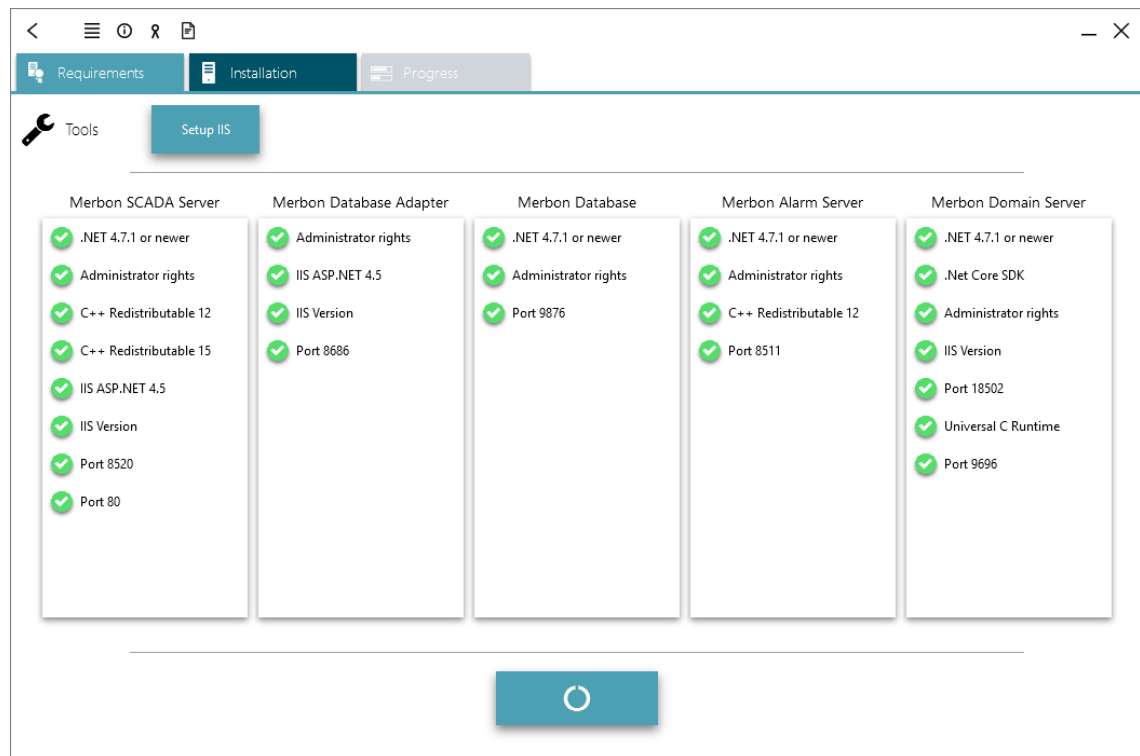 Requirements
Installation
Progress
Tools
Setup IIS
Merbon SCADA Server
.NET 4.7.1 or newer
Administrator rights
C++ Redistributable 12
C++ Redistributable 15
IIS ASP.NET 4.5
IIS Version
Port 8520
Port 80
Merbon Database Adapter
Administrator rights
IIS ASP.NET 4.5
IIS Version
Port 8686
Merbon Database
.NET 4.7.1 or newer
Administrator rights
Port 9876
Merbon Alarm Server
.NET 4.7.1 or newer
Administrator rights
C++ Redistributable 12
Port 8511
Merbon Domain Server
.NET 4.7.1 or newer
.Net Core SDK
Administrator rights
IIS Version
Port 18502
Universal C Runtime
Port 9696